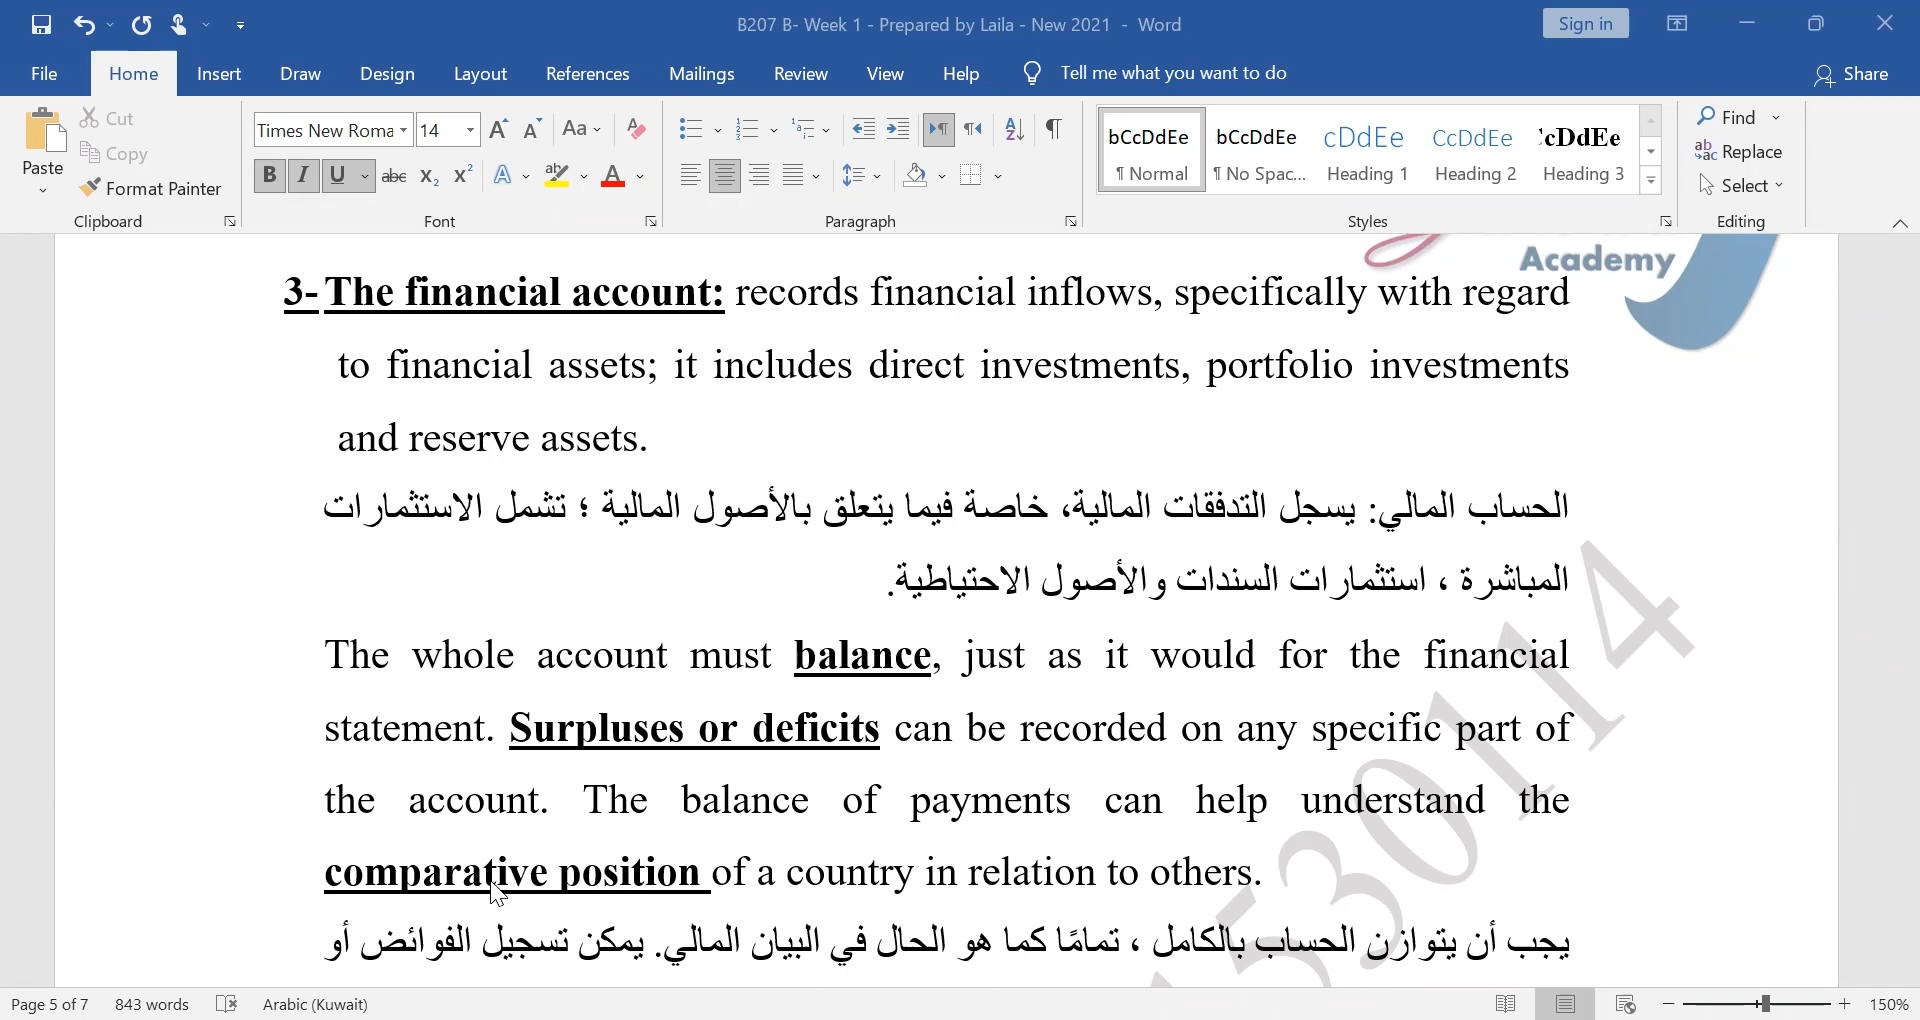 B207 B- Week 1 - Prepared by Laila - New 2021 - Word
Sign in
File Home Insert Draw Design Layout References Mailings Review View Help Tell me what you want to do Share
Paste
Cut
Copy
Format Painter
Clipboard
Times New Roma 14
Font
Paragraph
bCcDdEe bCcDdEe cDdEe CcDdEe 'cDdEe
¶ Normal ¶ No Spac... Heading 1 Heading 2 Heading 3
Styles
Find
Replace
Select
Editing
Academy
3- The financial account: records financial inflows, specifically with regard
to financial assets; it includes direct investments, portfolio investments
and reserve assets.
الحساب المالي: يسجل التدفقات المالية، خاصة فيما يتعلق بالأصول المالية ؛ تشمل الاستثمارات
المباشرة ، استثمارات السندات والأصول الاحتياطية.
The whole account must balance, just as it would for the financial
statement. Surpluses or deficits can be recorded on any specific part of
the account. The balance of payments can help understand the
comparative position of a country in relation to others.
يجب أن يتوازن الحساب بالكامل ، تمامًا كما هو الحال في البيان المالي. يمكن تسجيل الفوائض أو
530114
Page 5 of 7 843 words Arabic (Kuwait) 150%